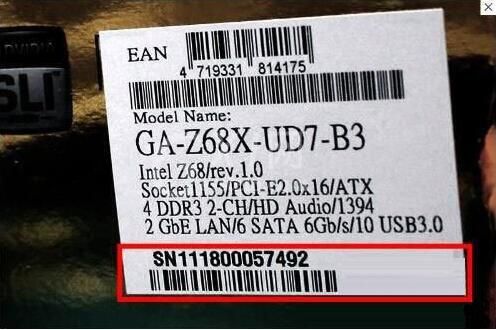 NVIDIA
SLI
EAN
4 719331 814175
Model Name:
GA-Z68X-UD7-B3
Intel Z68/rev.1.0
Socket1155/PCI-E2.0x16/ATX
4 DDR3 2-CH/HD Audio/1394
2 GbE LAN/6 SATA 6Gb/s/10 USB3.0
SN111800057492